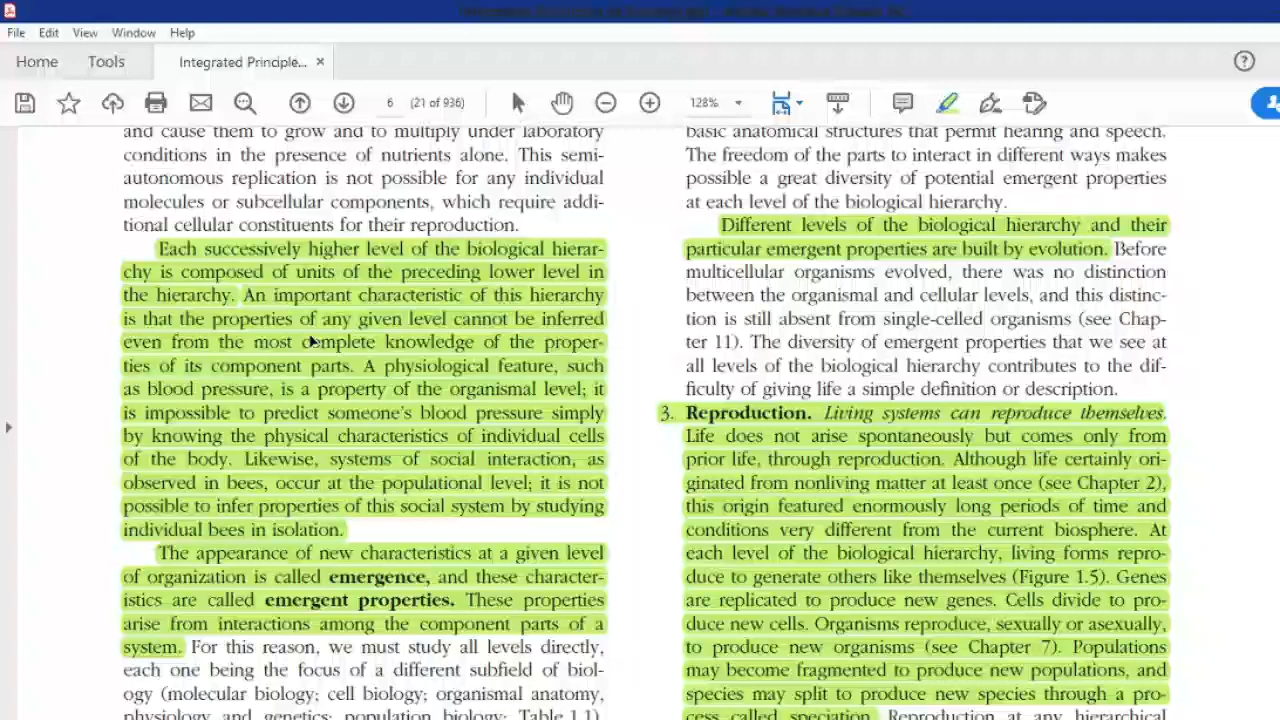 File Edit View Window Help
Home Tools Integrated Principle... ×
6 (21 of 936) 128%
and cause them to grow and to multiply under laboratory
conditions in the presence of nutrients alone. This semi-
autonomous replication is not possible for any individual
molecules or subcellular components, which require addi-
tional cellular constituents for their reproduction.
Each successively higher level of the biological hierar-
chy is composed of units of the preceding lower level in
the hierarchy. An important characteristic of this hierarchy
is that the properties of any given level cannot be inferred
even from the most complete knowledge of the proper-
ties of its component parts. A physiological feature, such
as blood pressure, is a property of the organismal level; it
is impossible to predict someone's blood pressure simply
by knowing the physical characteristics of individual cells
of the body. Likewise, systems of social interaction, as
observed in bees, occur at the populational level; it is not
possible to infer properties of this social system by studying
individual bees in isolation.
The appearance of new characteristics at a given level
of organization is called emergence, and these character-
istics are called emergent properties. These properties
arise from interactions among the component parts of a
system. For this reason, we must study all levels directly,
each one being the focus of a different subfield of biol-
ogy (molecular biology; cell biology; organismal anatomy,
physiology and genetics; population biology; Table 1.1).
basic anatomical structures that permit hearing and speech.
The freedom of the parts to interact in different ways makes
possible a great diversity of potential emergent properties
at each level of the biological hierarchy.
Different levels of the biological hierarchy and their
particular emergent properties are built by evolution. Before
multicellular organisms evolved, there was no distinction
between the organismal and cellular levels, and this distinc-
tion is still absent from single-celled organisms (see Chap-
ter 11). The diversity of emergent properties that we see at
all levels of the biological hierarchy contributes to the dif-
ficulty of giving life a simple definition or description.
3. Reproduction. Living systems can reproduce themselves.
Life does not arise spontaneously but comes only from
prior life, through reproduction. Although life certainly ori-
ginated from nonliving matter at least once (see Chapter 2),
this origin featured enormously long periods of time and
conditions very different from the current biosphere. At
each level of the biological hierarchy, living forms repro-
duce to generate others like themselves (Figure 1.5). Genes
are replicated to produce new genes. Cells divide to pro-
duce new cells. Organisms reproduce, sexually or asexually,
to produce new organisms (see Chapter 7). Populations
may become fragmented to produce new populations, and
species may split to produce new species through a pro-
cess called speciation. Reproduction at any hierarchical